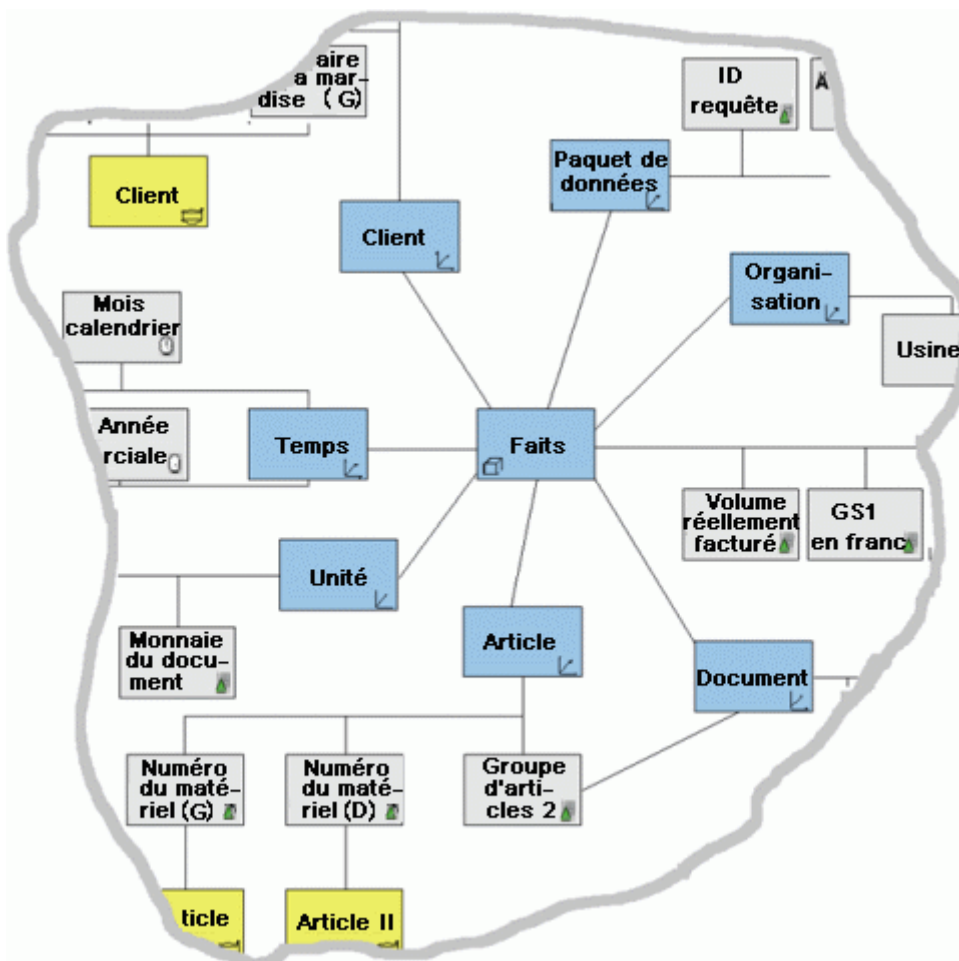 aire
a mar-
dise (G)
ID
requête
Paquet de
données
Client
Client
Organi-
sation
Mois
calendrier
Usine
Année
rciale
Temps
Faits
Volume
réellement
facturé
GS1
en franc
Unité
Monnaie
du docu-
ment
Article
Document
Numéro
du maté-
riel (G)
Numéro
du maté-
riel (D)
Groupe
d'arti-
cles 2
ticle
Article II